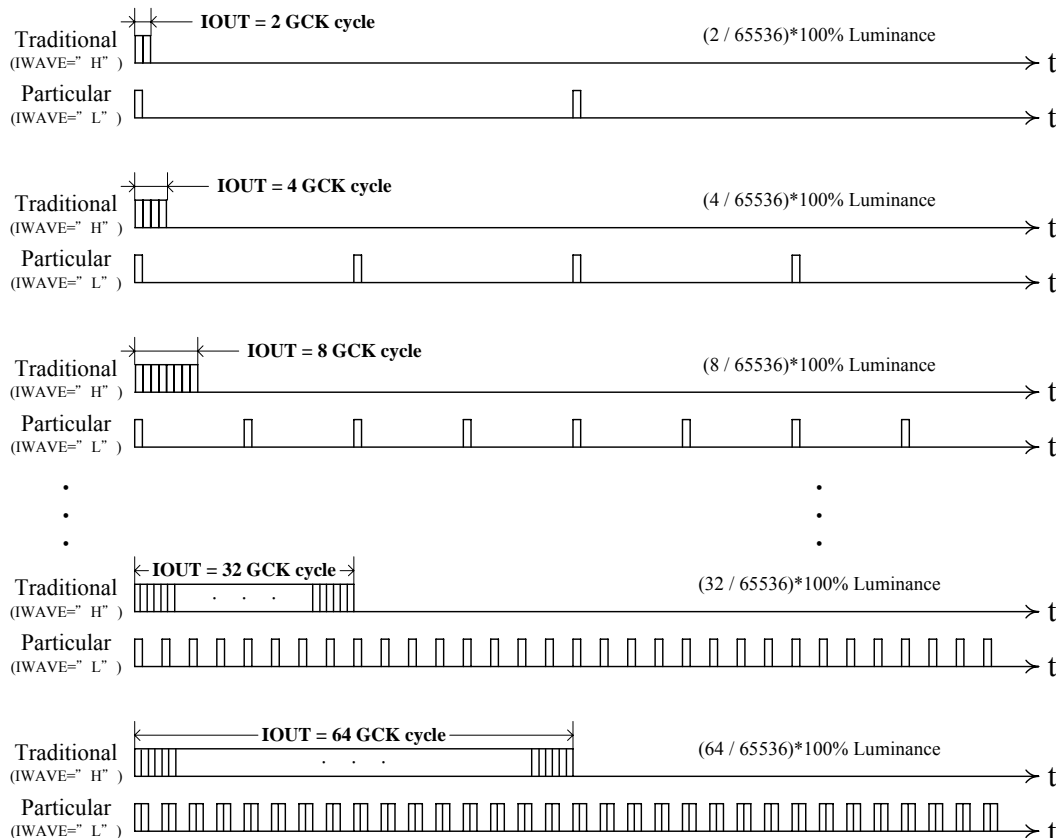 IOUT = 2 GCK cycle
Traditional
(2 / 65536)*100% Luminance
(IWAVE=”H”)
t
Particular
(IWAVE=”L”)
t
IOUT = 4 GCK cycle
Traditional
(4 / 65536)*100% Luminance
(IWAVE=”H”)
t
Particular
(IWAVE=”L”)
t
IOUT = 8 GCK cycle
Traditional
(8 / 65536)*100% Luminance
(IWAVE=”H”)
t
Particular
(IWAVE=”L”)
t
IOUT = 32 GCK cycle
Traditional
(32 / 65536)*100% Luminance
(IWAVE=”H”)
t
Particular
(IWAVE=”L”)
t
IOUT = 64 GCK cycle
Traditional
(64 / 65536)*100% Luminance
(IWAVE=”H”)
t
Particular
(IWAVE=”L”)
t